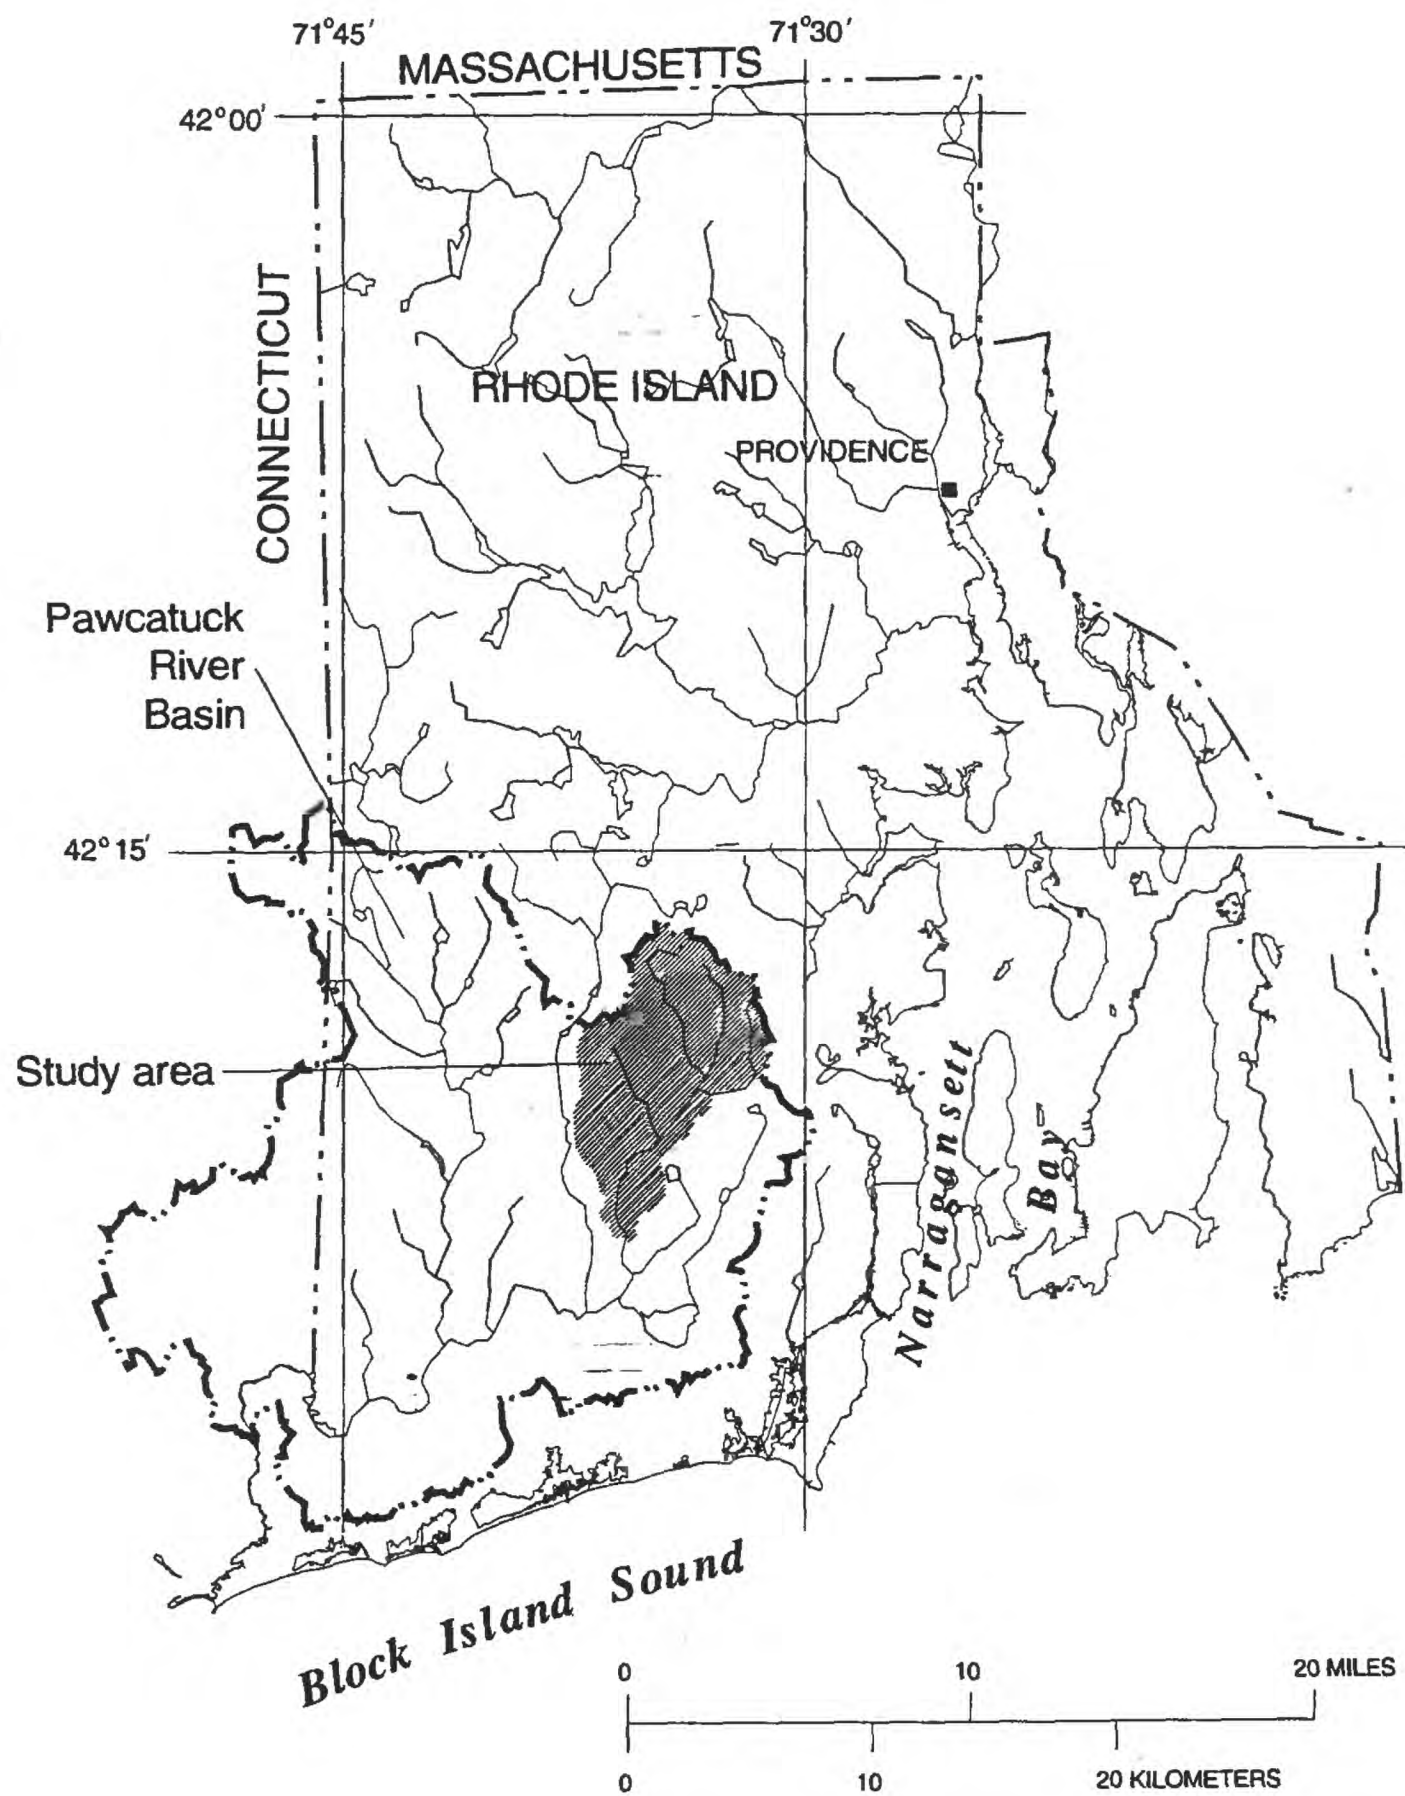 71°45′
71°30′
MASSACHUSETTS
42°00′
CONNECTICUT
RHODE ISLAND
PROVIDENCE
Pawcatuck
River
Basin
42°15′
Study area
Narragansett
Bay
Block Island Sound
0
10
20 MILES
0
10
20 KILOMETERS